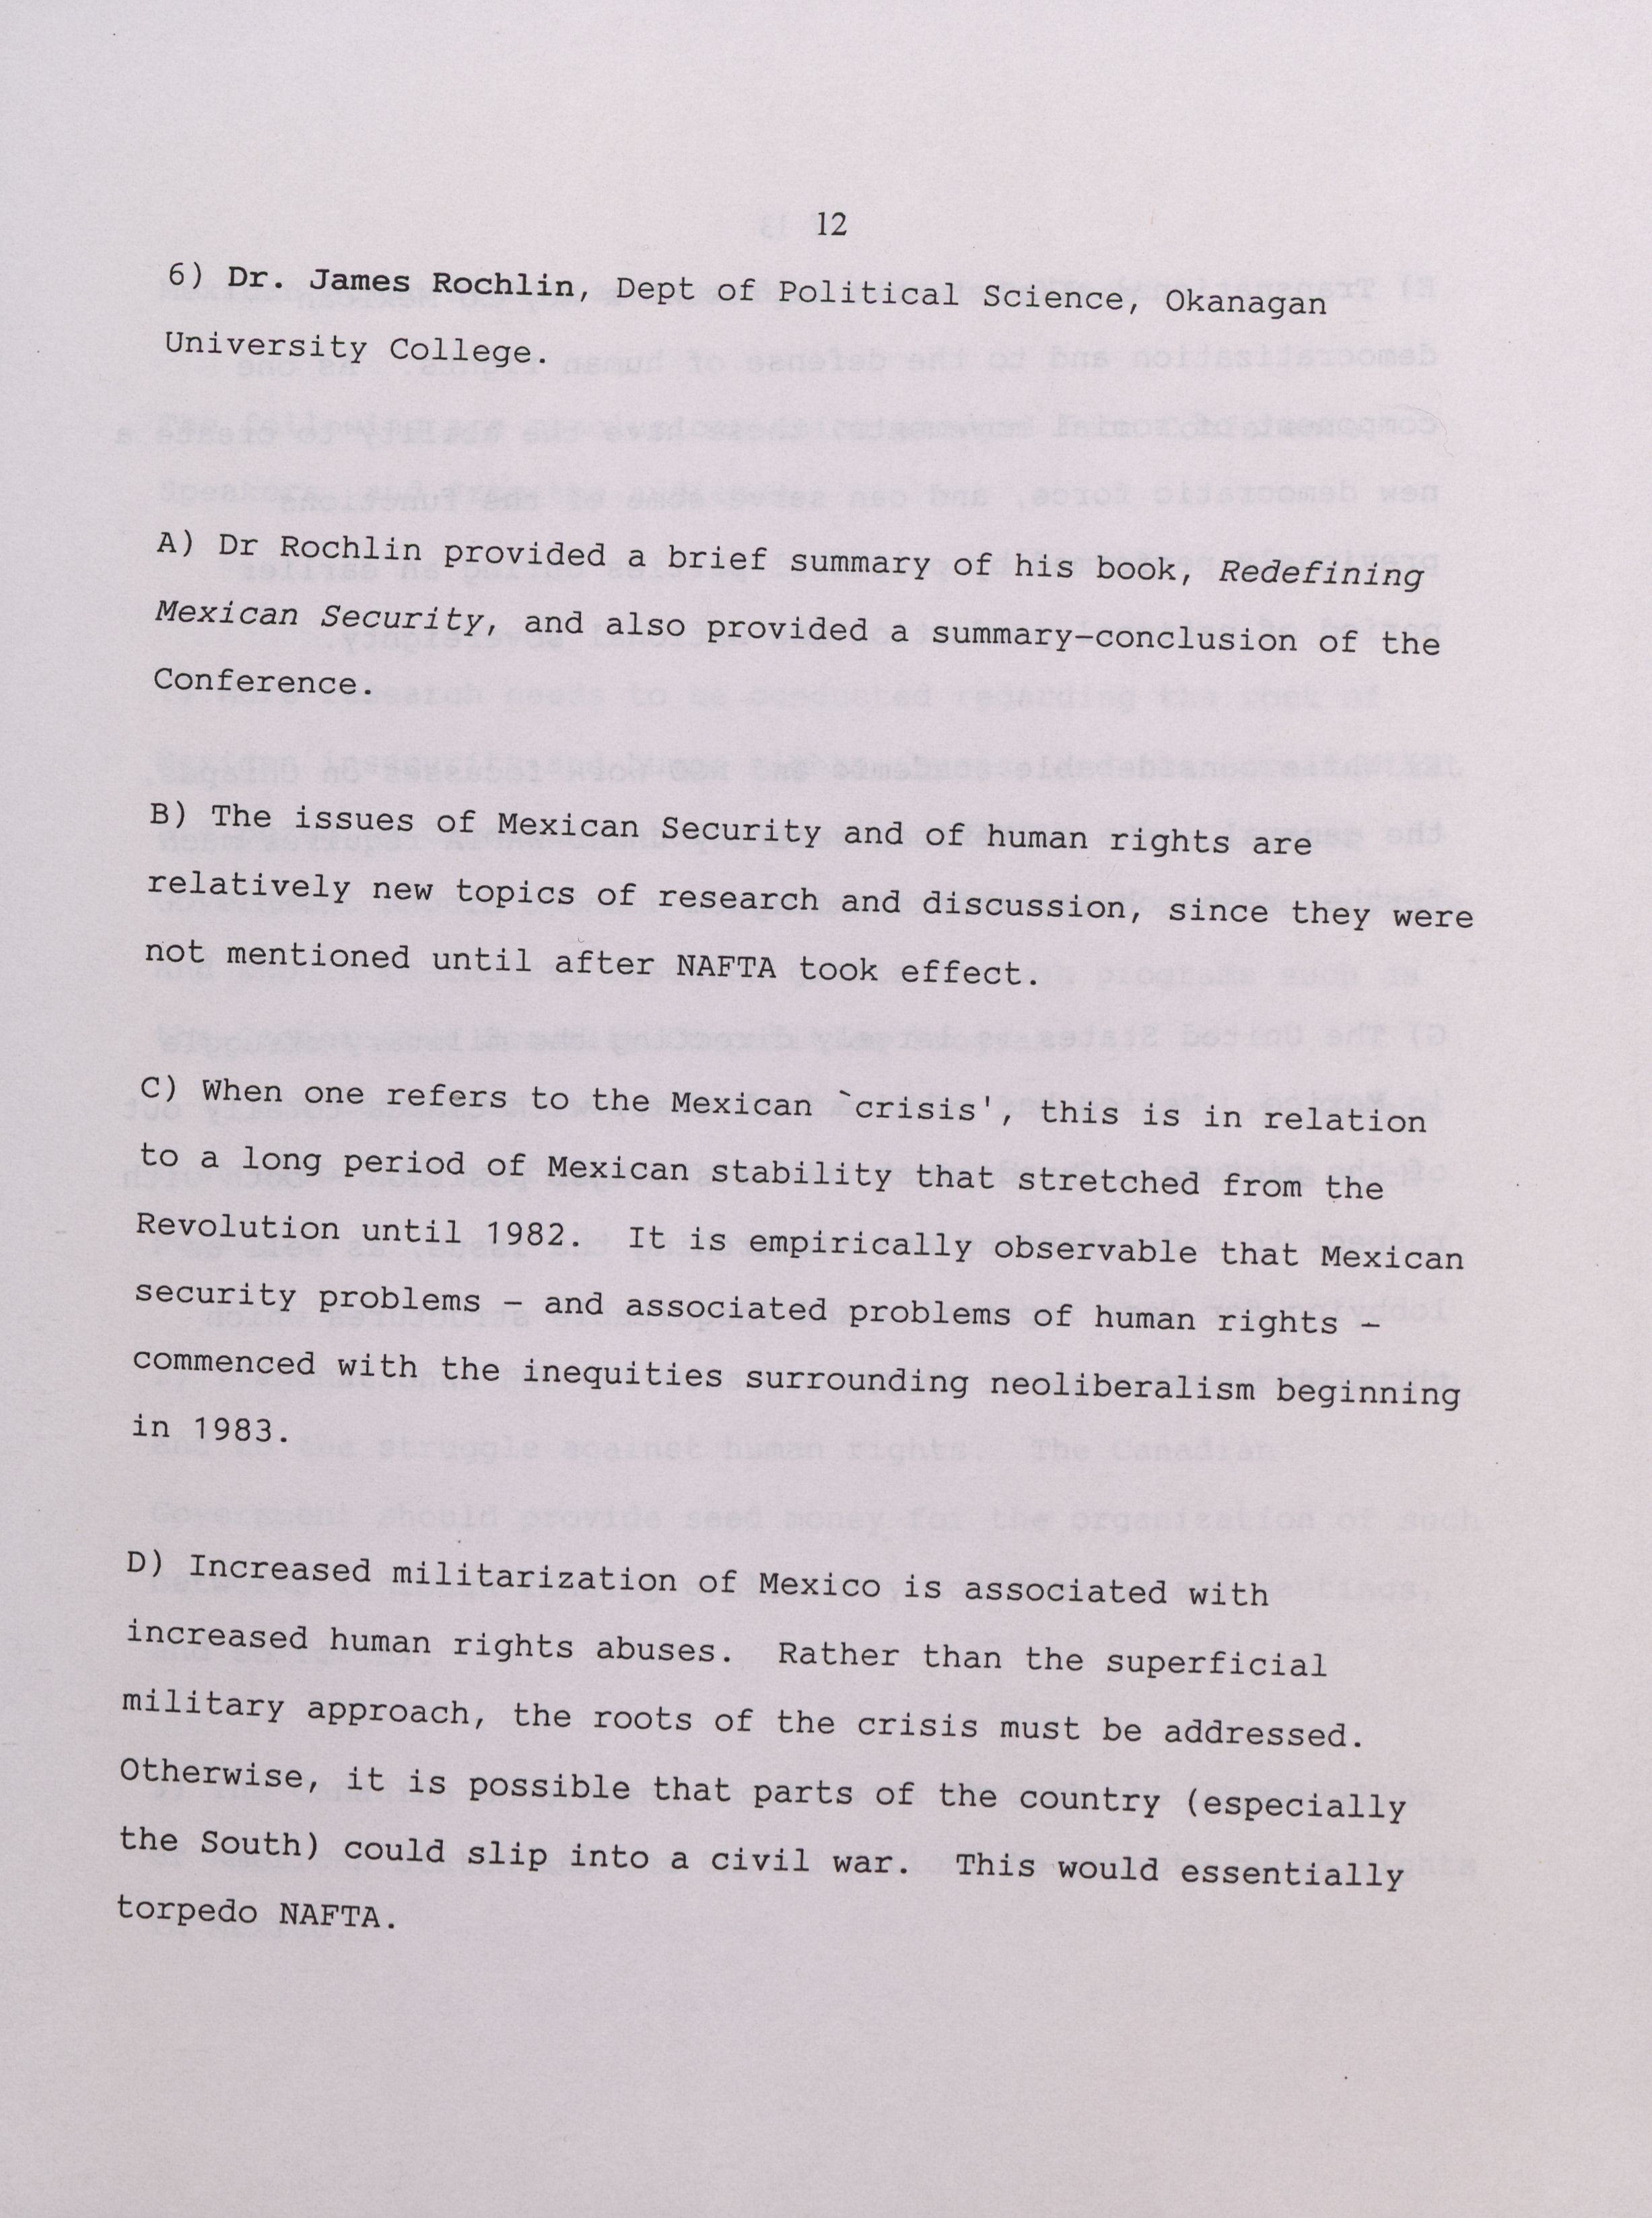 12
6) Dr. James Rochlin, Dept of Political Science, Okanagan
University College.
A) Dr Rochlin provided a brief summary of his book, Redefining
Mexican Security, and also provided a summary-conclusion of the
Conference.
B) The issues of Mexican Security and of human rights are
relatively new topics of research and discussion, since they were
not mentioned until after NAFTA took effect.
C) When one refers to the Mexican `crisis', this is in relation
to a long period of Mexican stability that stretched from the
Revolution until 1982.  It is empirically observable that Mexican
security problems - and associated problems of human rights -
commenced with the inequities surrounding neoliberalism beginning
in 1983.
D) Increased militarization of Mexico is associated with
increased human rights abuses.  Rather than the superficial
military approach, the roots of the crisis must be addressed.
Otherwise, it is possible that parts of the country (especially
the South) could slip into a civil war.  This would essentially
torpedo NAFTA.